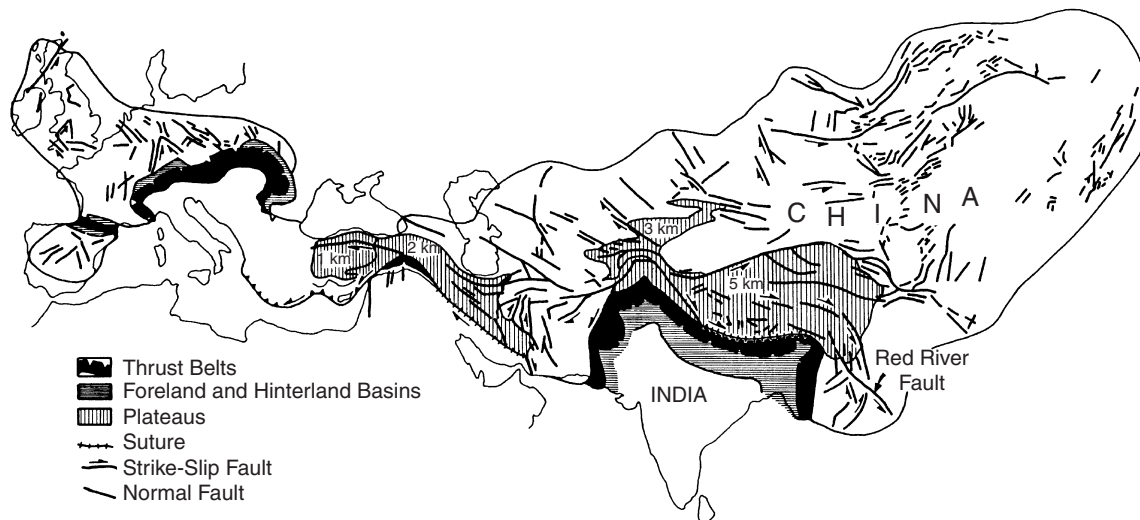 C H I N A
3 km
2 km
1 km
5 km
Red River
Fault
INDIA
Thrust Belts
Foreland and Hinterland Basins
Plateaus
Suture
Strike-Slip Fault
Normal Fault